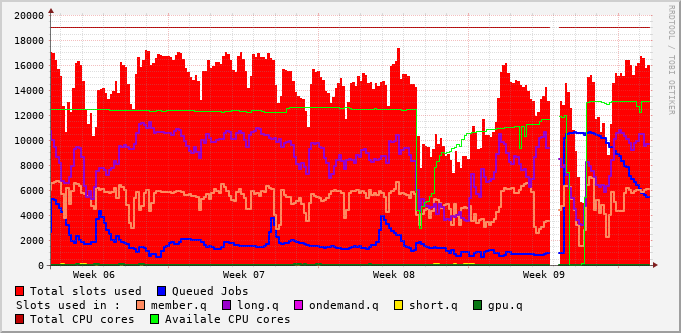 20000
18000
16000
14000
12000
10000
8000
6000
4000
2000
0
Week 06 Week 07 Week 08 Week 09
Total slots used Queued Jobs
Slots used in : member.q long.q ondemand.q short.q gpu.q
Total CPU cores Availale CPU cores
RRDTOOL / TOBI OETIKER